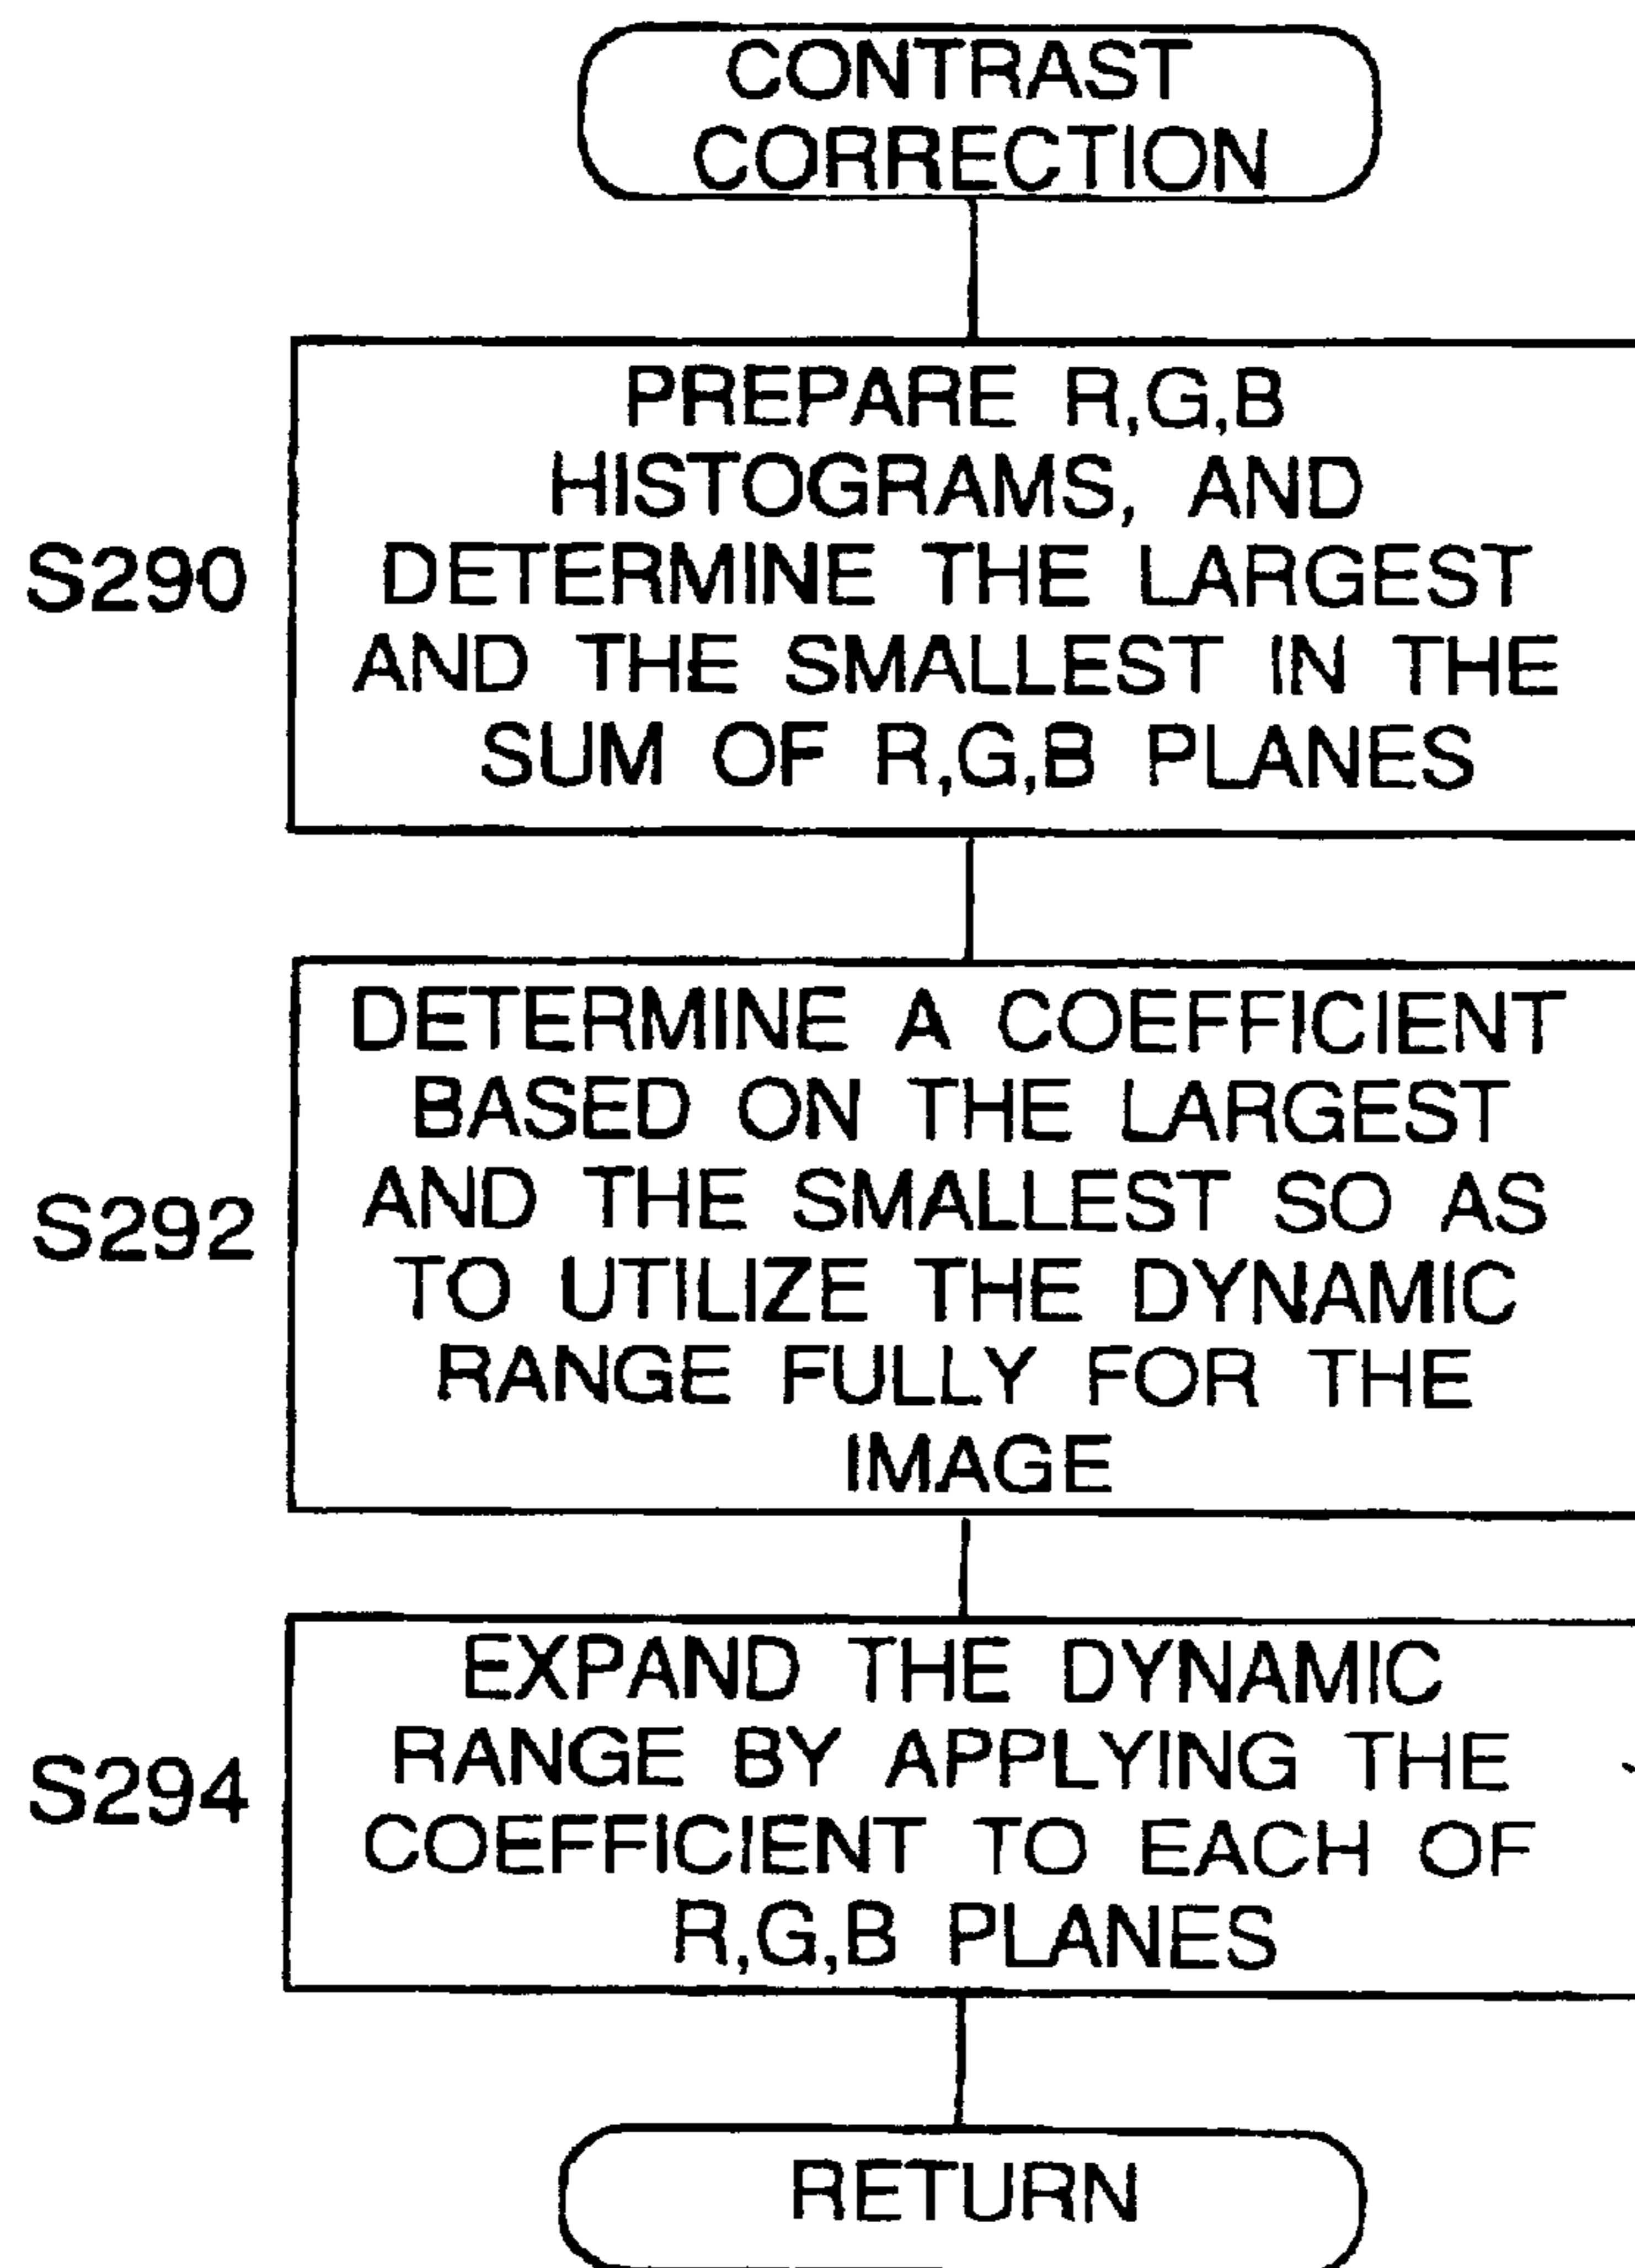 CONTRAST
CORRECTION
PREPARE R,G,B
HISTOGRAMS, AND
DETERMINE THE LARGEST
AND THE SMALLEST IN THE
SUM OF R,G,B PLANES
S290
DETERMINE A COEFFICIENT
BASED ON THE LARGEST
AND THE SMALLEST SO AS
TO UTILIZE THE DYNAMIC
RANGE FULLY FOR THE
IMAGE
S292
EXPAND THE DYNAMIC
RANGE BY APPLYING THE
COEFFICIENT TO EACH OF
R,G,B PLANES
S294
RETURN